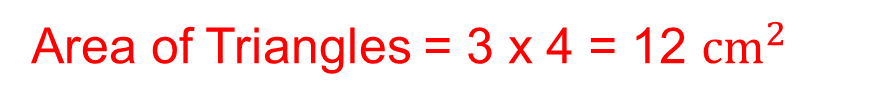 Area of Triangles = 3 x 4 = 12 cm²